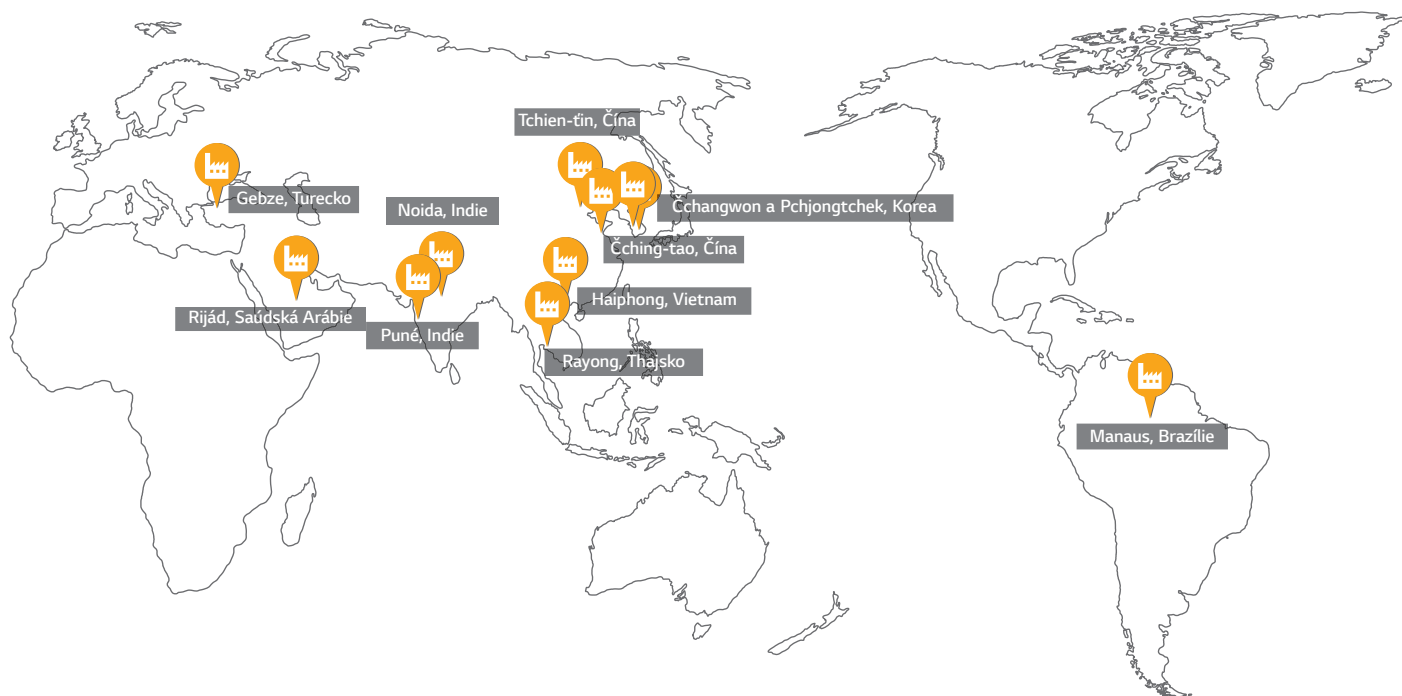 Tchien-ťin, Čína
Gebze, Turecko
Noida, Indie
Čchangwon a Pchjongtchek, Korea
Čching-tao, Čína
Haiphong, Vietnam
Rijád, Saúdská Arábie
Puné, Indie
Rayong, Thajsko
Manaus, Brazílie